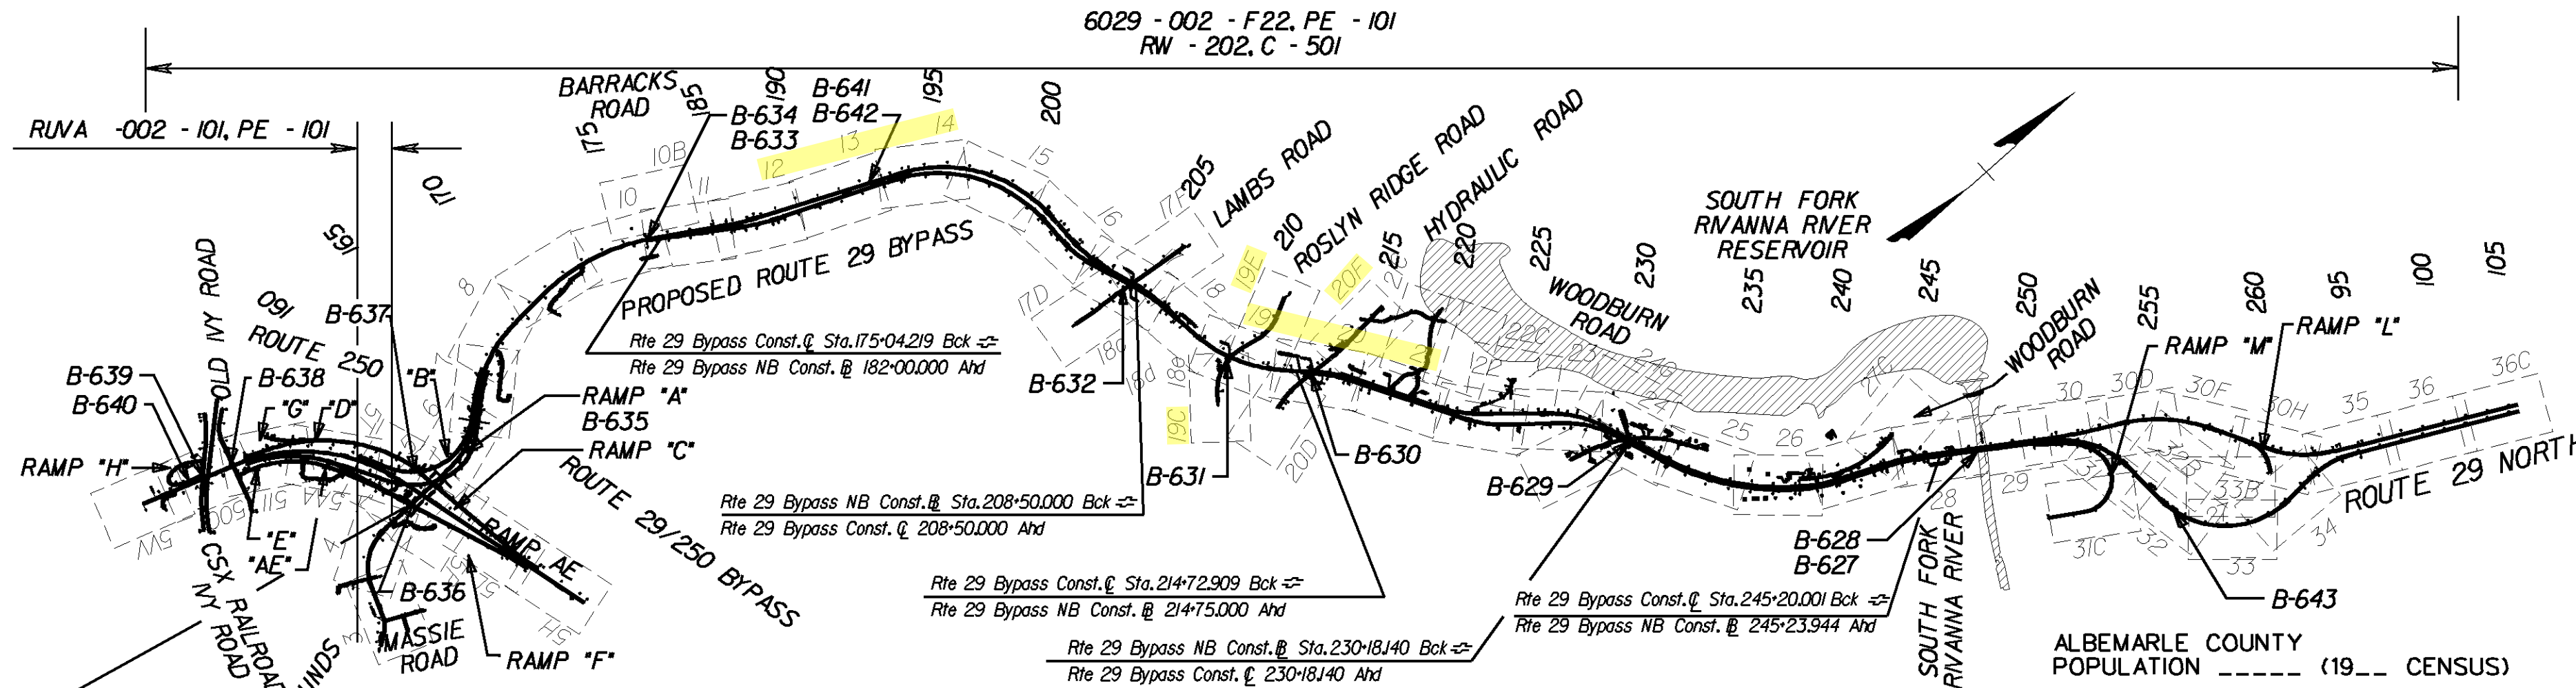 6029 - 002 - F22, PE - 101
RW - 202, C - 501
RUVA -002 - 101, PE - 101
BARRACKS
ROAD
175
185
190
195
200
B-634
B-633
B-641
B-642
10
10B
11
12
13
14
15
16
17F
205
LAMBS ROAD
210
ROSLYN RIDGE ROAD
215
HYDRAULIC ROAD
220
225
230
235
240
245
250
255
260
95
100
105
SOUTH FORK
RIVANNA RIVER
RESERVOIR
WOODBURN
ROAD
WOODBURN
ROAD
RAMP "M"
RAMP "L"
170
165
160
ROUTE 250
OLD IVY ROAD
B-637
B-639
B-640
B-638
"G"
"D"
"B"
RAMP "H"
"E"
"AE"
RAMP "A"
B-635
RAMP "C"
ROUTE 29/250 BYPASS
RAMP AE
RAMP "F"
B-636
MASSIE
ROAD
CSX RAILROAD
IVY ROAD
PROPOSED ROUTE 29 BYPASS
Rte 29 Bypass Const. ℄ Sta.175+04.219 Bck =
Rte 29 Bypass NB Const. B 182+00.000 Ahd
8
17D
18
19E
20F
22C
19C
20D
21
22
23
24
25
26
28
29
30
30D
30F
30H
35
36
36C
31C
32
33B
33
34
5W
5H
B-632
B-631
B-630
B-629
B-628
B-627
B-643
Rte 29 Bypass NB Const. B Sta.208+50.000 Bck =
Rte 29 Bypass Const. ℄ 208+50.000 Ahd
Rte 29 Bypass Const. ℄ Sta.214+72.909 Bck =
Rte 29 Bypass NB Const. B 214+75.000 Ahd
Rte 29 Bypass NB Const. B Sta.230+18.140 Bck =
Rte 29 Bypass Const. ℄ 230+18.140 Ahd
Rte 29 Bypass Const. ℄ Sta.245+20.001 Bck =
Rte 29 Bypass NB Const. B 245+23.944 Ahd
SOUTH FORK
RIVANNA RIVER
ROUTE 29 NORTH
ALBEMARLE COUNTY
POPULATION _____ (19__ CENSUS)